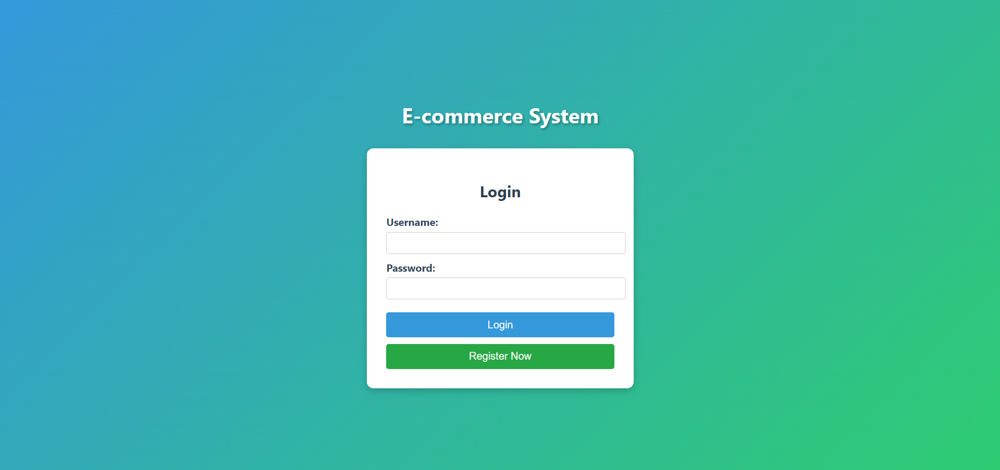 E-commerce System
Login
Username:
Password:
Login
Register Now